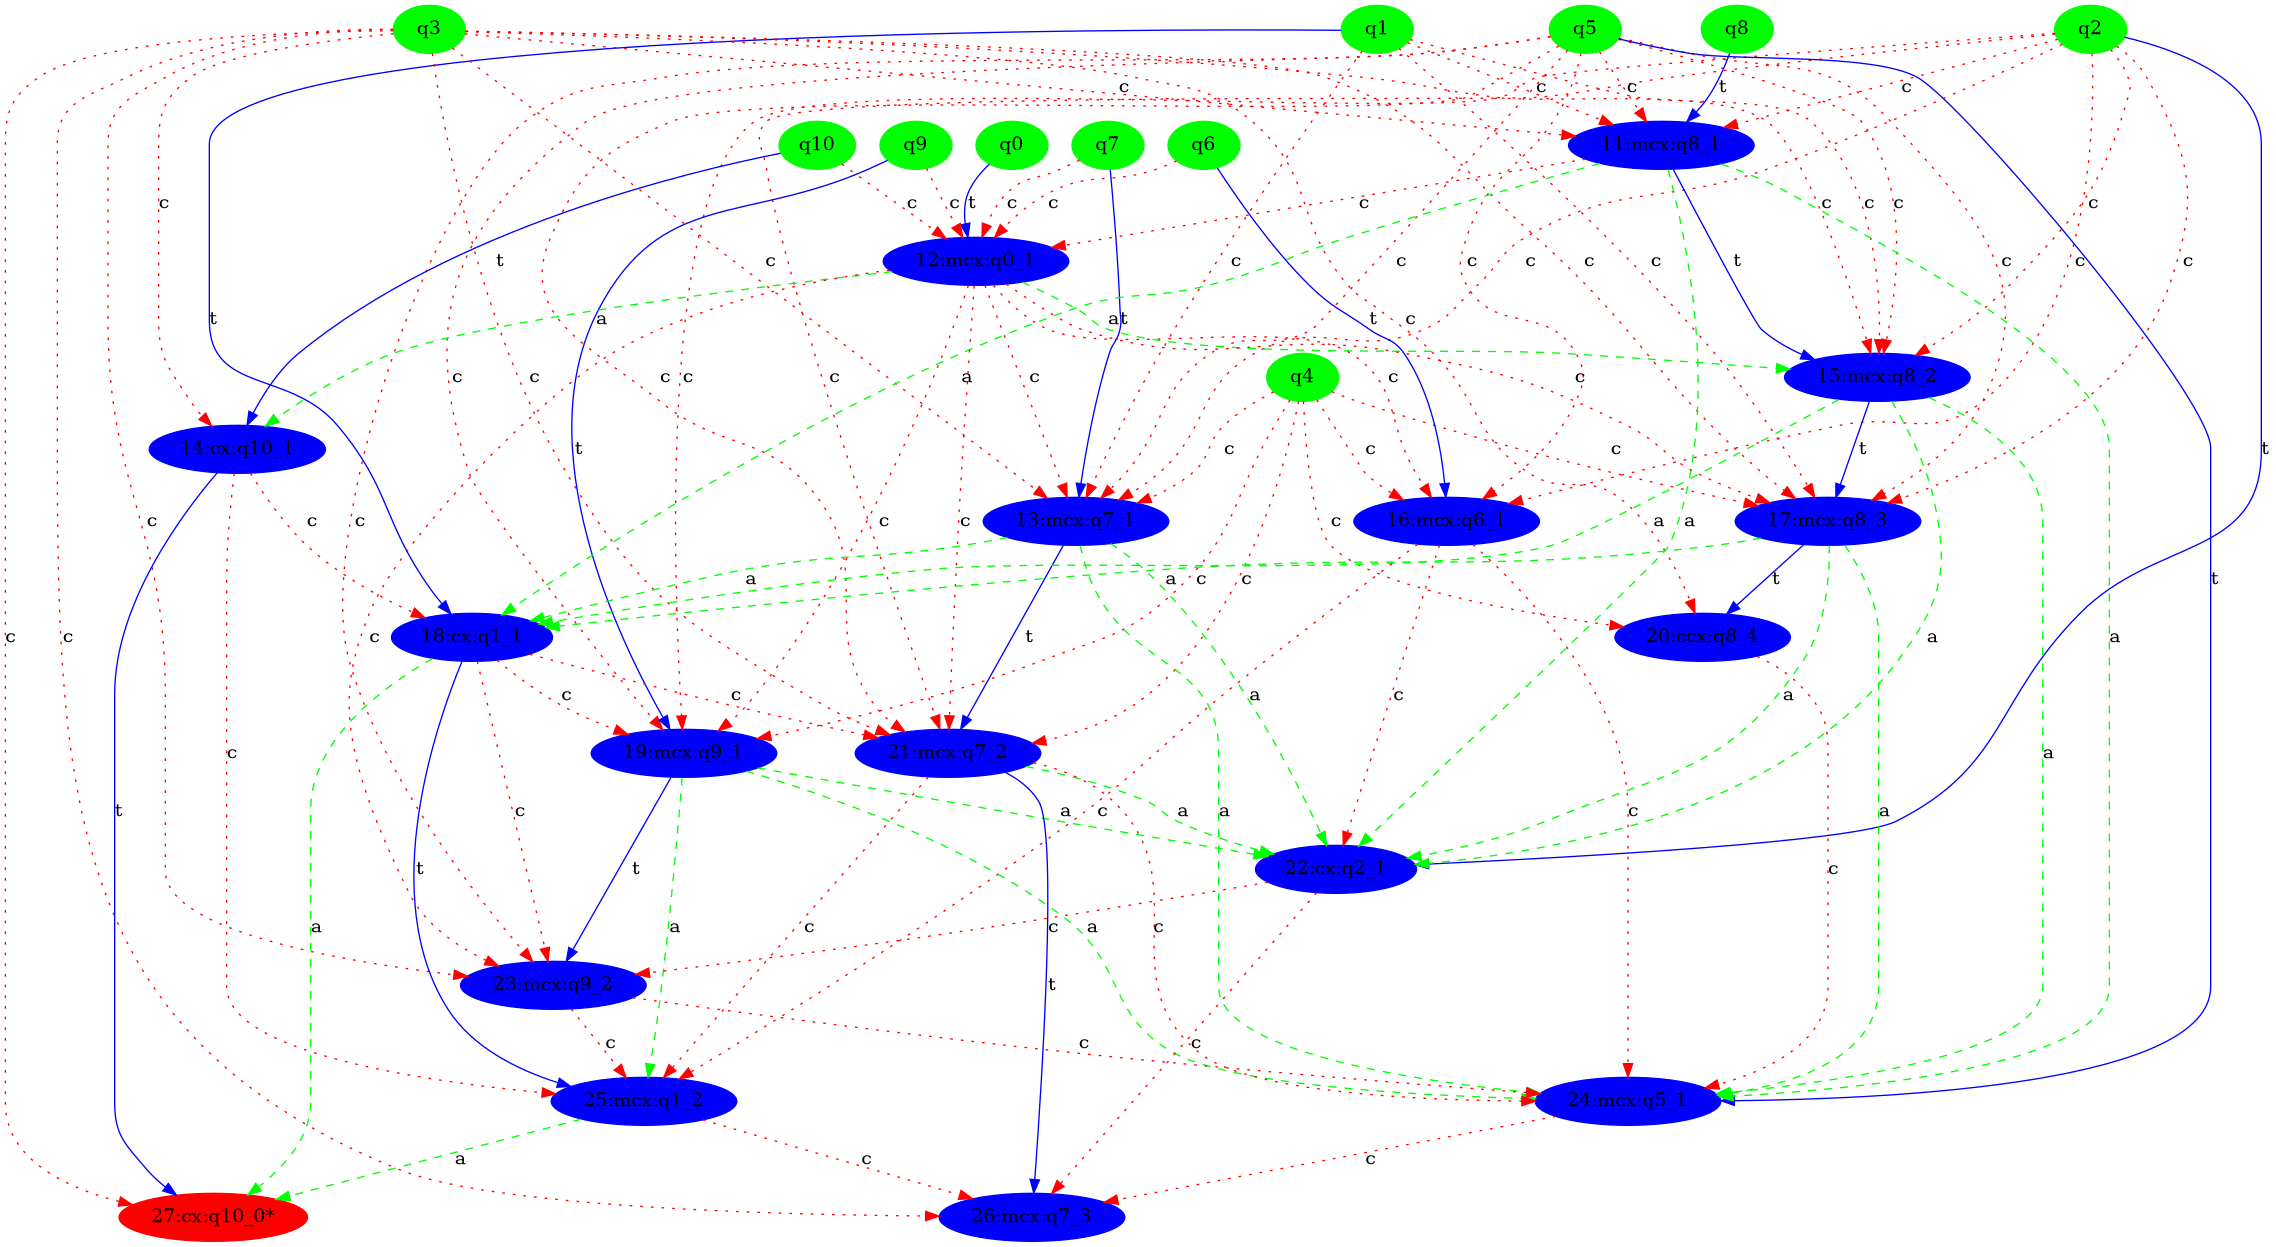 q3 q1 q5 q8 q2
c c c t c
q10 q9 q0 q7 q6 11:mcx:q8_1
c c c t c c c c c c c c c c
12:mcx:q0_1
t t a a t t c c c t c
q4 15:mcx:q8_2
a c c c c c c c
14:cx:q10_1
c c c c t t c c t
13:mcx:q7_1 16:mcx:q6_1 17:mcx:q8_3
c c c c a a
a a c c t t
18:cx:q1_1 20:ccx:q8_4
c c t a a
c c c a c a
19:mcx:q9_1 21:mcx:q7_2
c t a a c c a a
t c t
22:cx:q2_1
a a c c t c c c a
23:mcx:q9_2
c c c
25:mcx:q1_2 24:mcx:q5_1
a c c
27:cx:q10_0* 26:mcx:q7_3